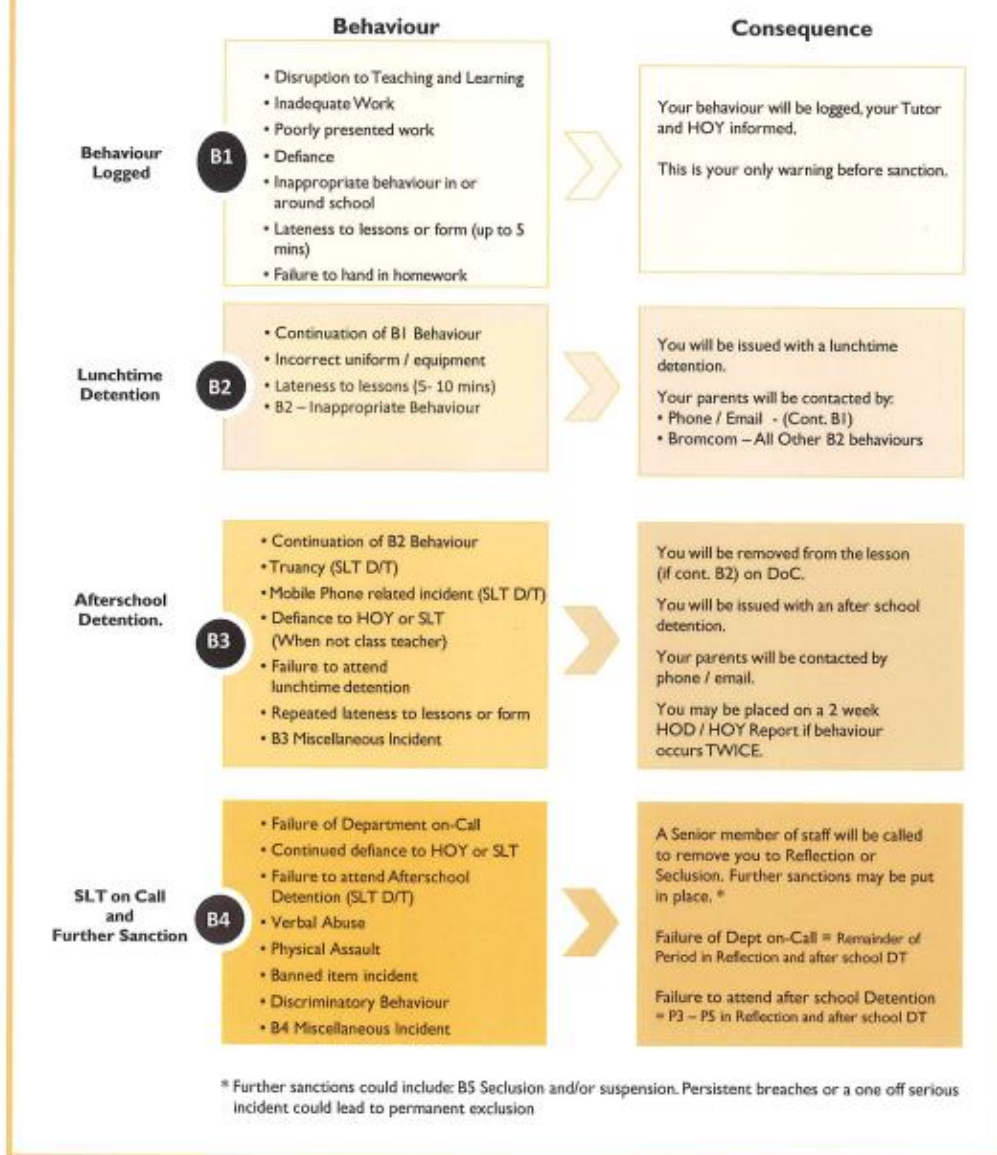 Behaviour
Consequence
Behaviour
Logged
B1
• Disruption to Teaching and Learning
• Inadequate Work
• Poorly presented work
• Defiance
• Inappropriate behaviour in or
around school
• Lateness to lessons or form (up to 5
mins)
• Failure to hand in homework
Your behaviour will be logged, your Tutor
and HOY informed.
This is your only warning before sanction.
Lunchtime
Detention
B2
• Continuation of B1 Behaviour
• Incorrect uniform / equipment
• Lateness to lessons (5- 10 mins)
• B2 – Inappropriate Behaviour
You will be issued with a lunchtime
detention.
Your parents will be contacted by:
• Phone / Email - (Cont. B1)
• Bromcom – All Other B2 behaviours
Afterschool
Detention.
B3
• Continuation of B2 Behaviour
• Truancy (SLT D/T)
• Mobile Phone related incident (SLT D/T)
• Defiance to HOY or SLT
(When not class teacher)
• Failure to attend
lunchtime detention
• Repeated lateness to lessons or form
• B3 Miscellaneous Incident
You will be removed from the lesson
(if cont. B2) on DoC.
You will be issued with an after school
detention.
Your parents will be contacted by
phone / email.
You may be placed on a 2 week
HOD / HOY Report if behaviour
occurs TWICE.
SLT on Call
and
Further Sanction
B4
• Failure of Department on-Call
• Continued defiance to HOY or SLT
• Failure to attend Afterschool
Detention (SLT D/T)
• Verbal Abuse
• Physical Assault
• Banned item incident
• Discriminatory Behaviour
• B4 Miscellaneous Incident
A Senior member of staff will be called
to remove you to Reflection or
Seclusion. Further sanctions may be put
in place. *
Failure of Dept on-Call = Remainder of
Period in Reflection and after school DT
Failure to attend after school Detention
= P3 – P5 in Reflection and after school DT
* Further sanctions could include: B5 Seclusion and/or suspension. Persistent breaches or a one off serious
incident could lead to permanent exclusion